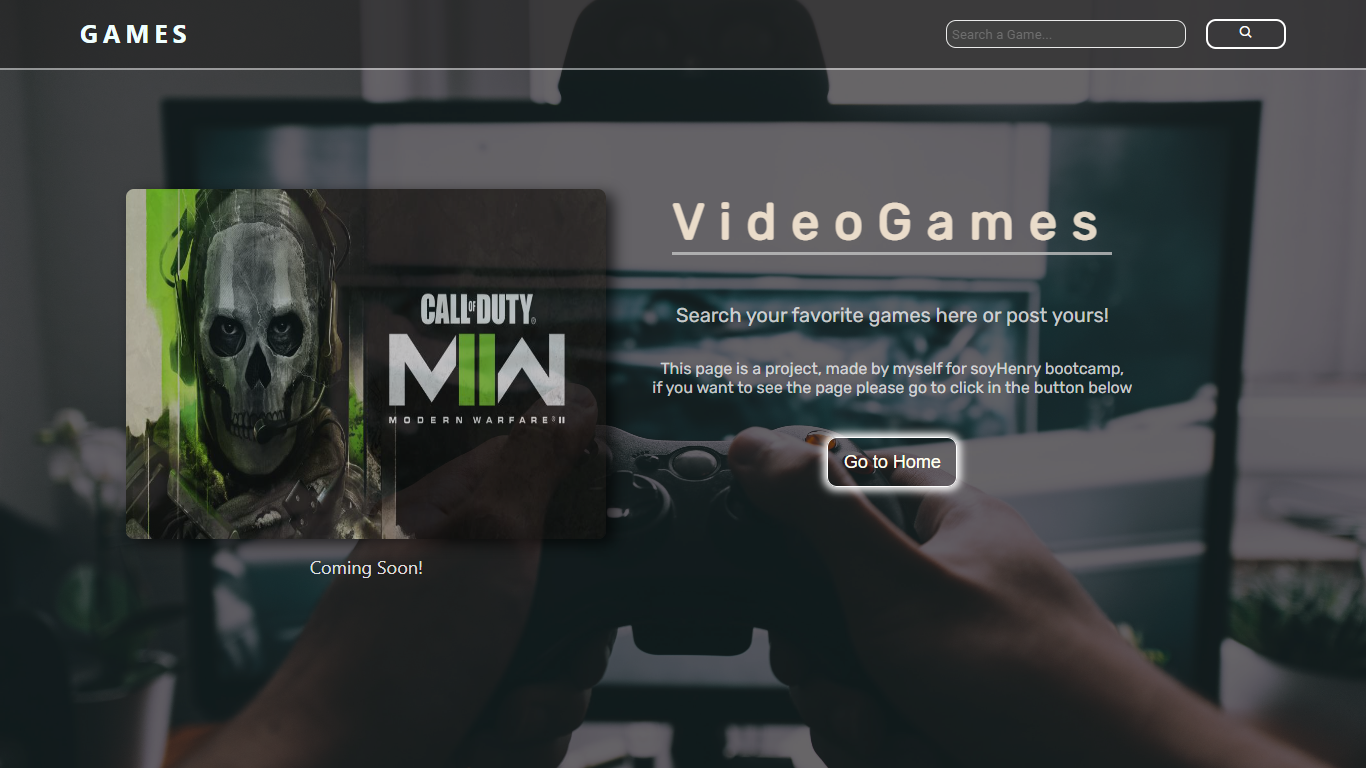 GAMES
Search a Game...
VideoGames
CALL OF DUTY®
MWII
MODERN WARFARE® II
Search your favorite games here or post yours!
This page is a project, made by myself for soyHenry bootcamp,
if you want to see the page please go to click in the button below
Go to Home
Coming Soon!